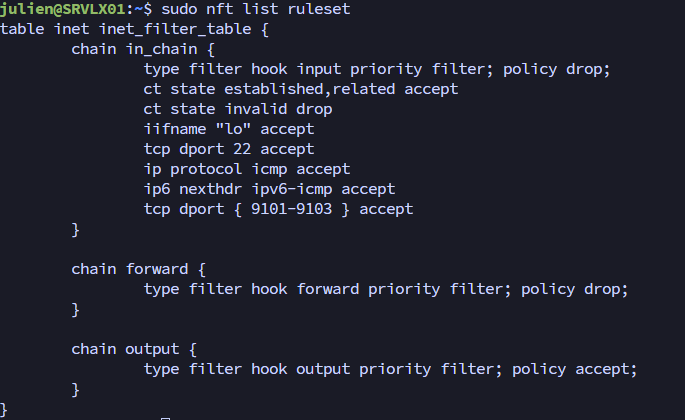 julien@SRVLX01:~$ sudo nft list ruleset
table inet inet_filter_table {
chain in_chain {
type filter hook input priority filter; policy drop;
ct state established,related accept
ct state invalid drop
iifname "lo" accept
tcp dport 22 accept
ip protocol icmp accept
ip6 nexthdr ipv6-icmp accept
tcp dport { 9101-9103 } accept
}
chain forward {
type filter hook forward priority filter; policy drop;
}
chain output {
type filter hook output priority filter; policy accept;
}
}